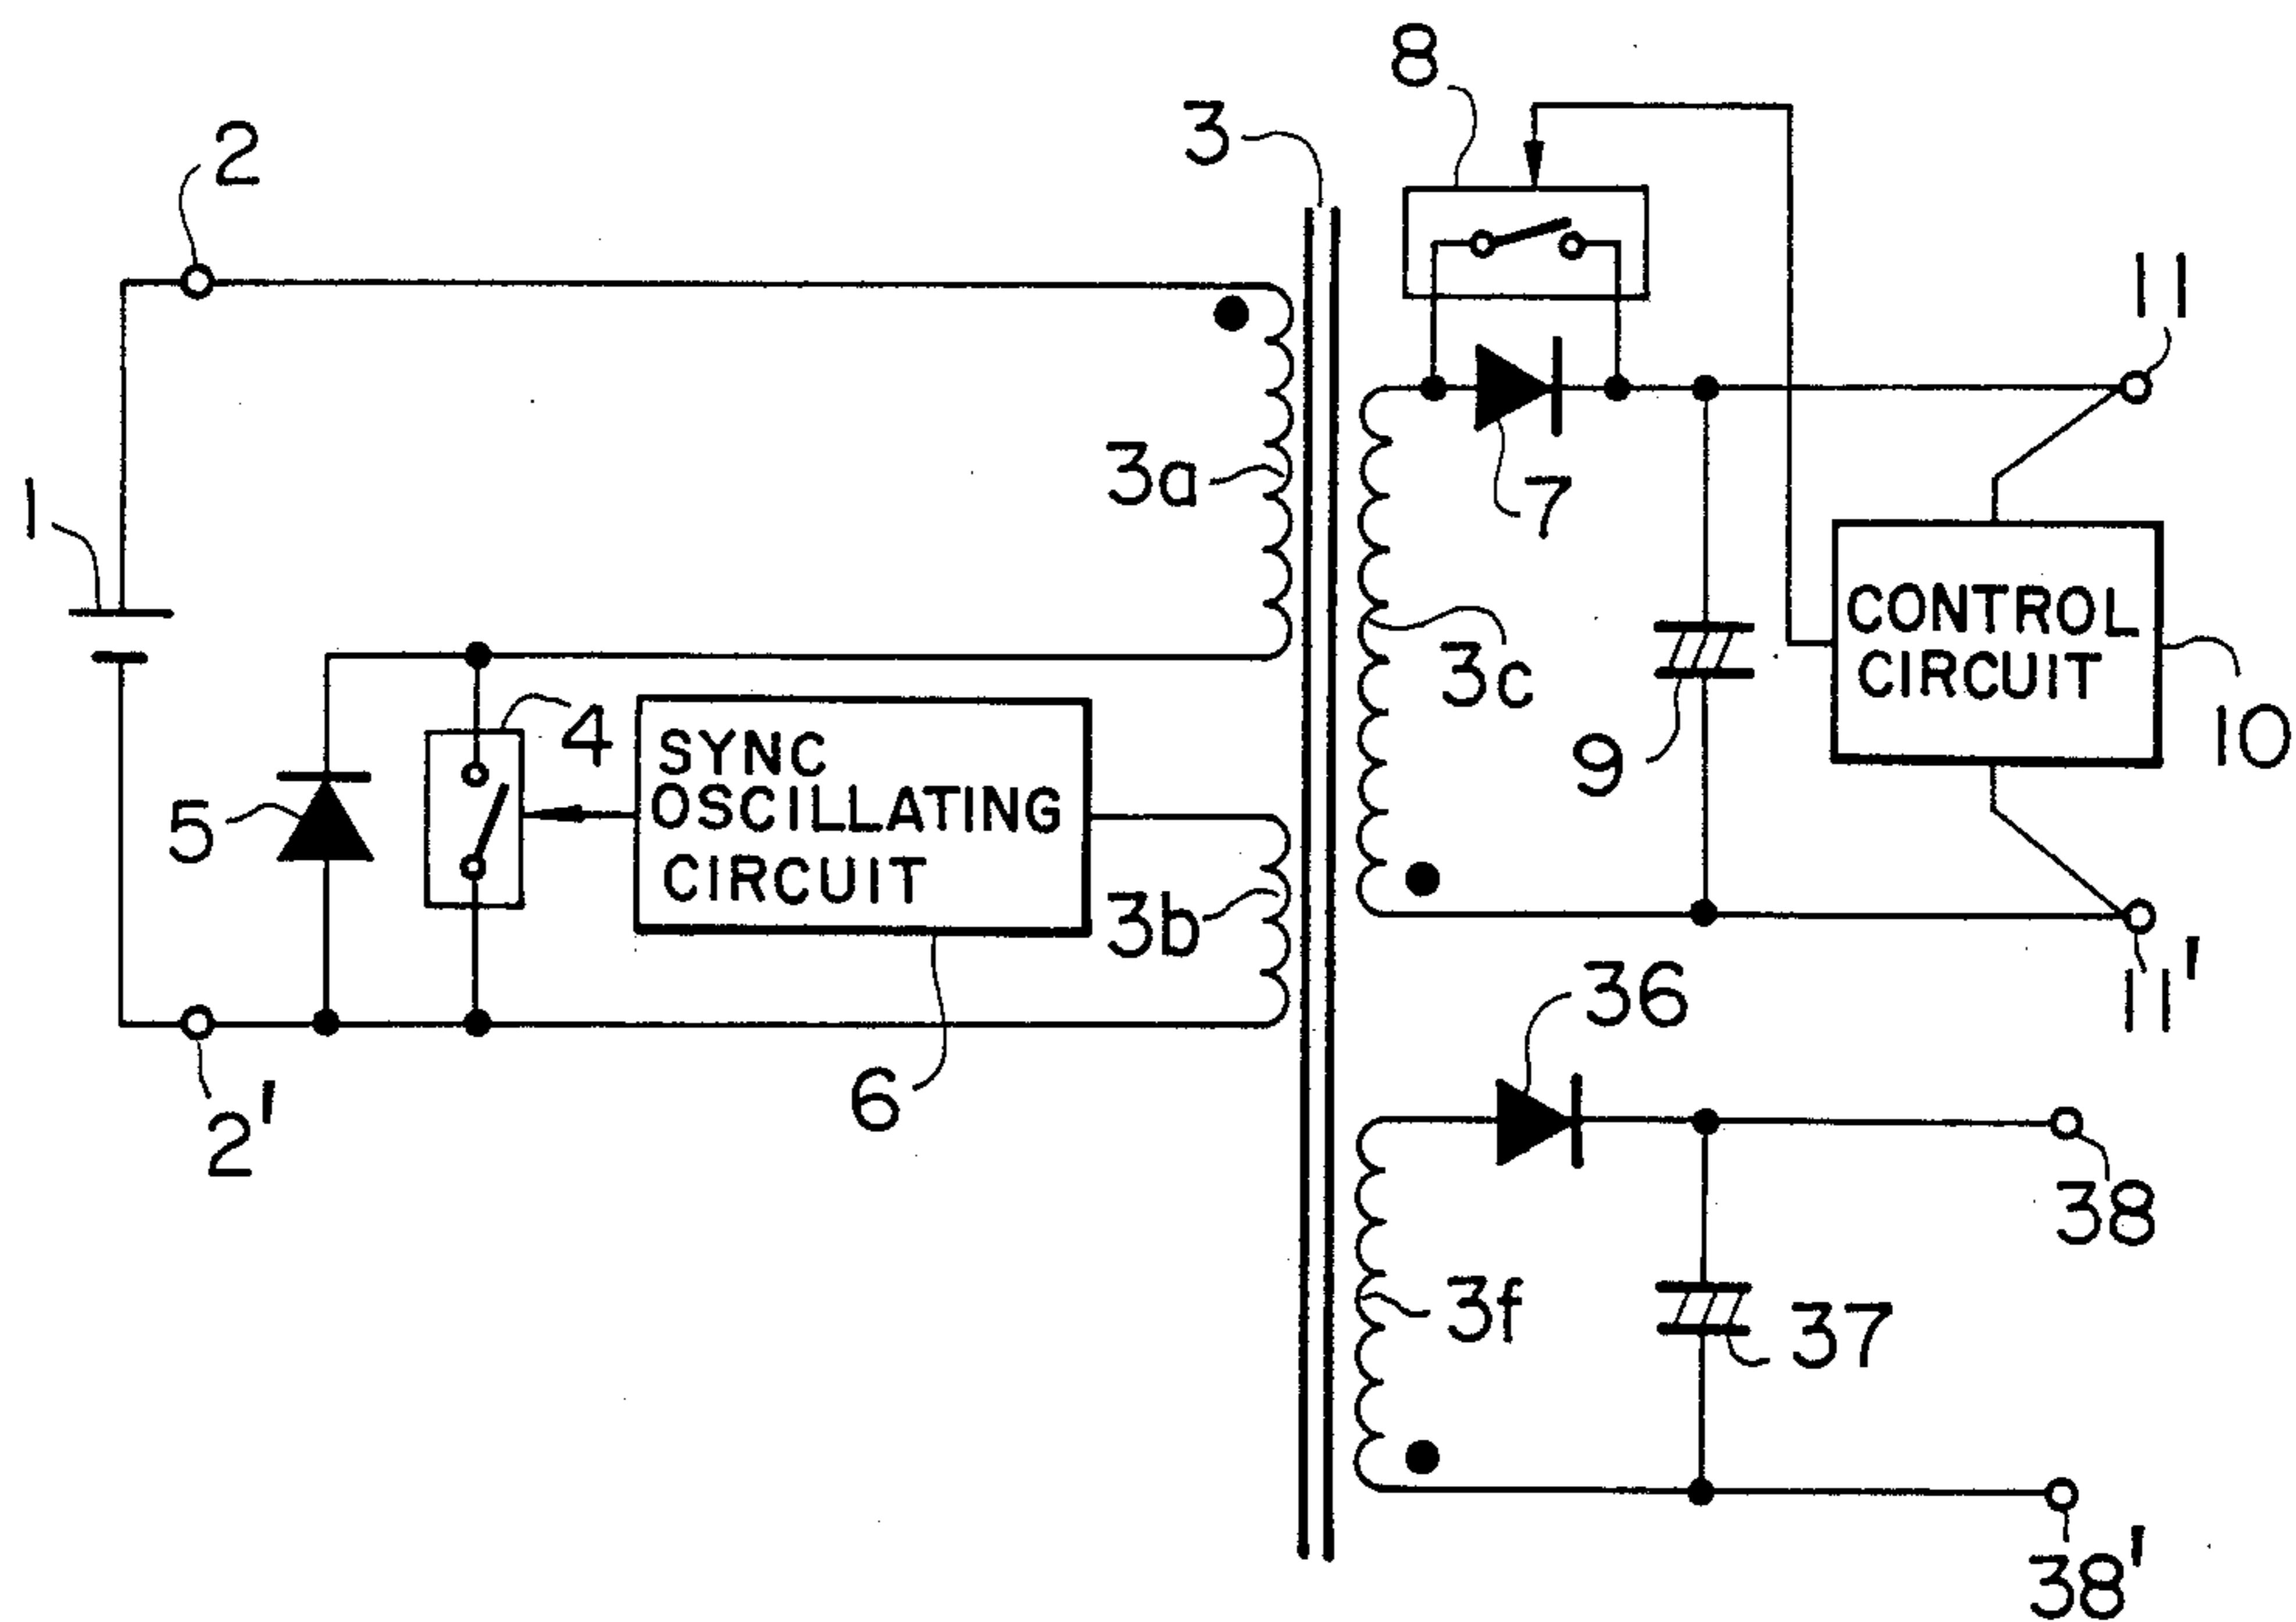 8
3
2
11
3a
7
1
CONTROL
CIRCUIT
3c
4
SYNC
OSCILLATING
CIRCUIT
9
10
5
3b
36
11'
6
2'
38
3f
37
38'